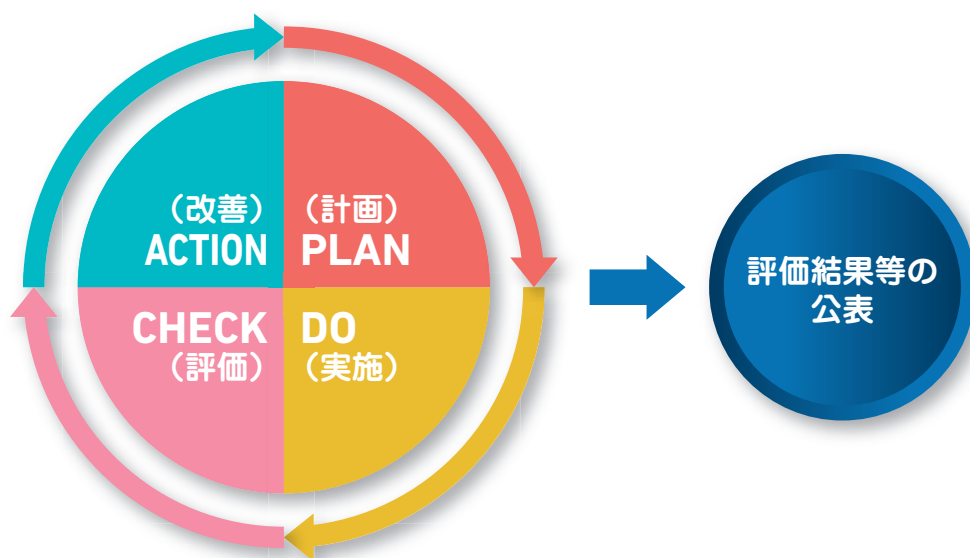 （改善）
ACTION
（計画）
PLAN
CHECK
（評価）
DO
（実施）
評価結果等の
公表